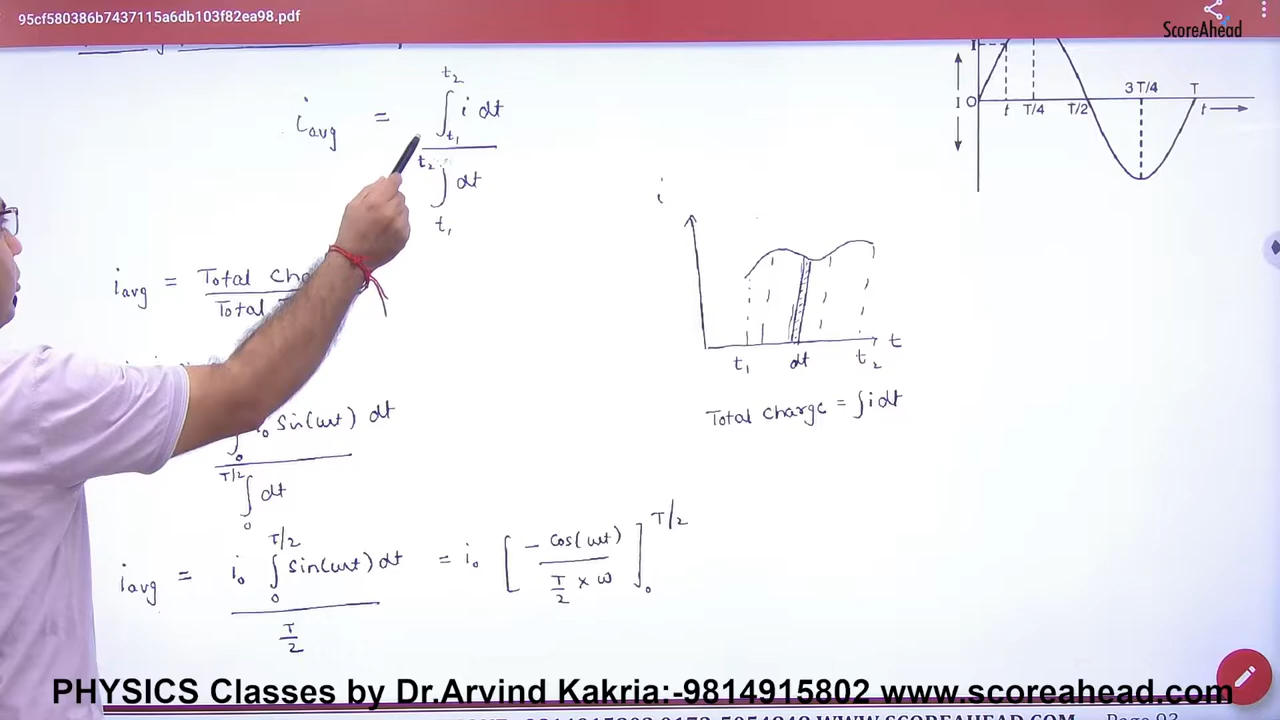 95cf580386b7437115a6db103f82ea98.pdf
ScoreAhead
I
I O t T/4 T/2 3T/4 T t
i_avg = ∫_{t₁}^{t₂} i dt / ∫_{t₁}^{t₂} dt
i
t₁ dt t₂ t
i_avg = Total / Total
Total charge = ∫ i dt
∫₀ i₀ Sin(ωt) dt / ∫₀^{T/2} dt
i_avg = i₀ ∫₀^{T/2} Sin(ωt) dt / (T/2) = i₀ [ - Cos(ωt) / (T/2 × ω) ]₀^{T/2}
PHYSICS Classes by Dr.Arvind Kakria:-9814915802 www.scoreahead.com